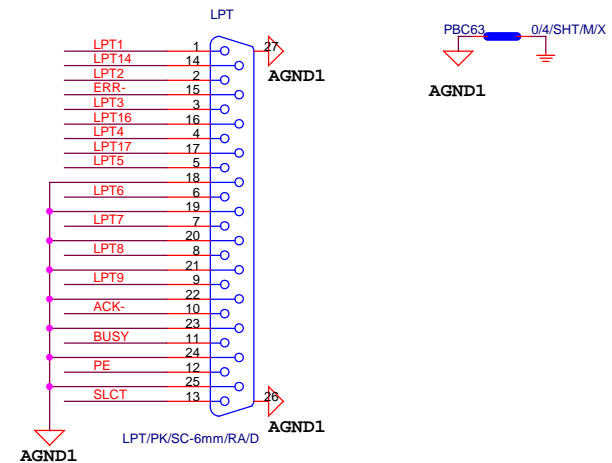 LPT
PBC63 0/4/SHT/M/X
AGND1
LPT1 1 27
LPT14 14
AGND1
LPT2 2
ERR- 15
LPT3 3
LPT16 16
LPT4 4
LPT17 17
LPT5 5
18
LPT6 6
19
LPT7 7
20
LPT8 8
21
LPT9 9
22
ACK- 10
23
BUSY 11
24
PE 12
25
SLCT 13 26
AGND1
LPT/PK/SC-6mm/RA/D
AGND1